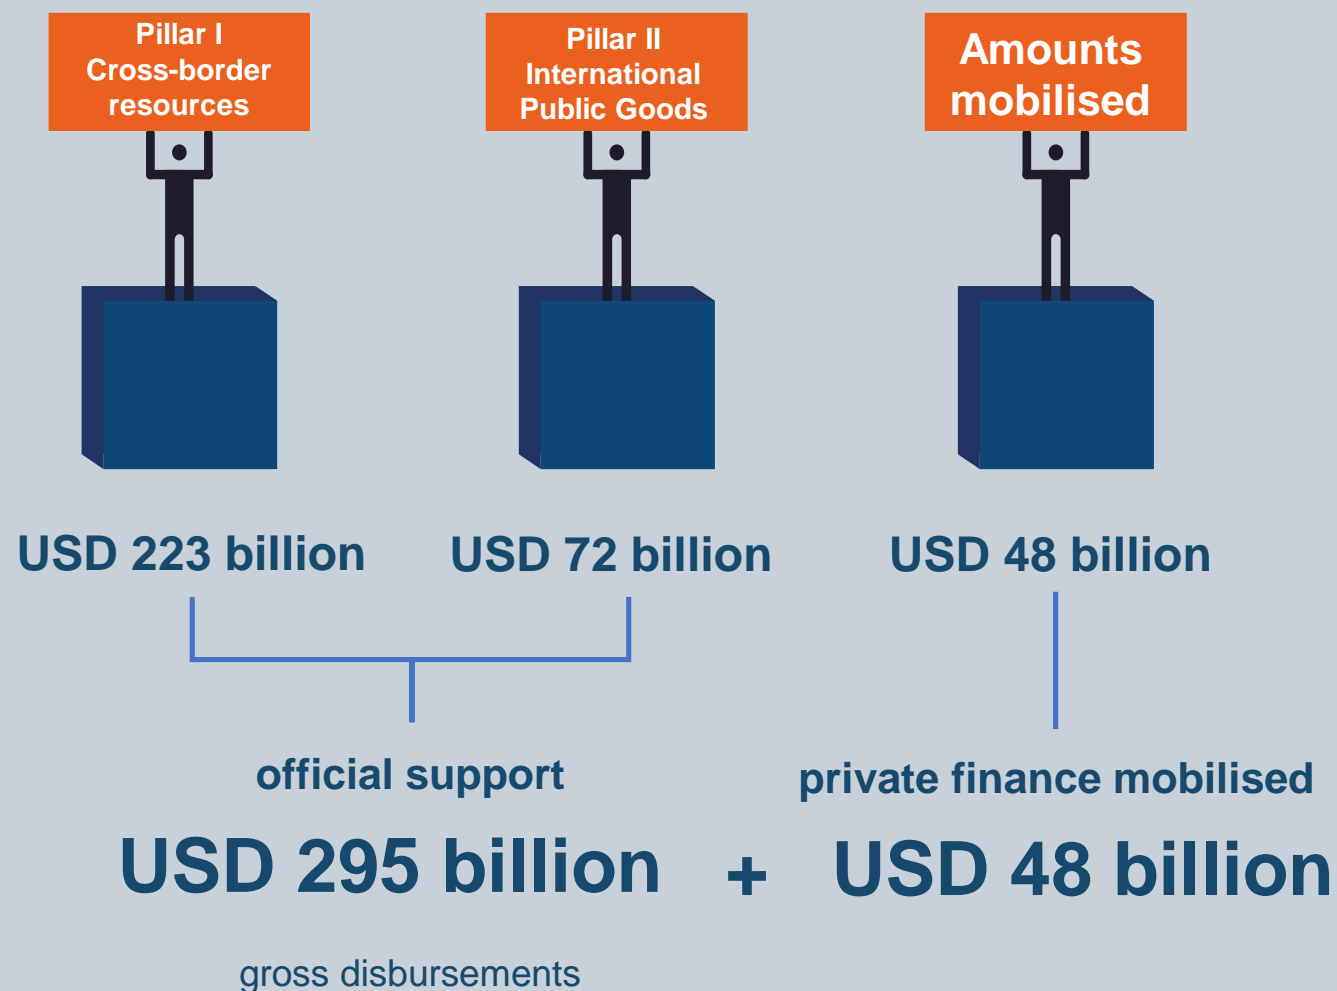 Pillar I
Cross-border
resources
Pillar II
International
Public Goods
Amounts
mobilised
USD 223 billion
USD 72 billion
USD 48 billion
official support
private finance mobilised
USD 295 billion + USD 48 billion
gross disbursements